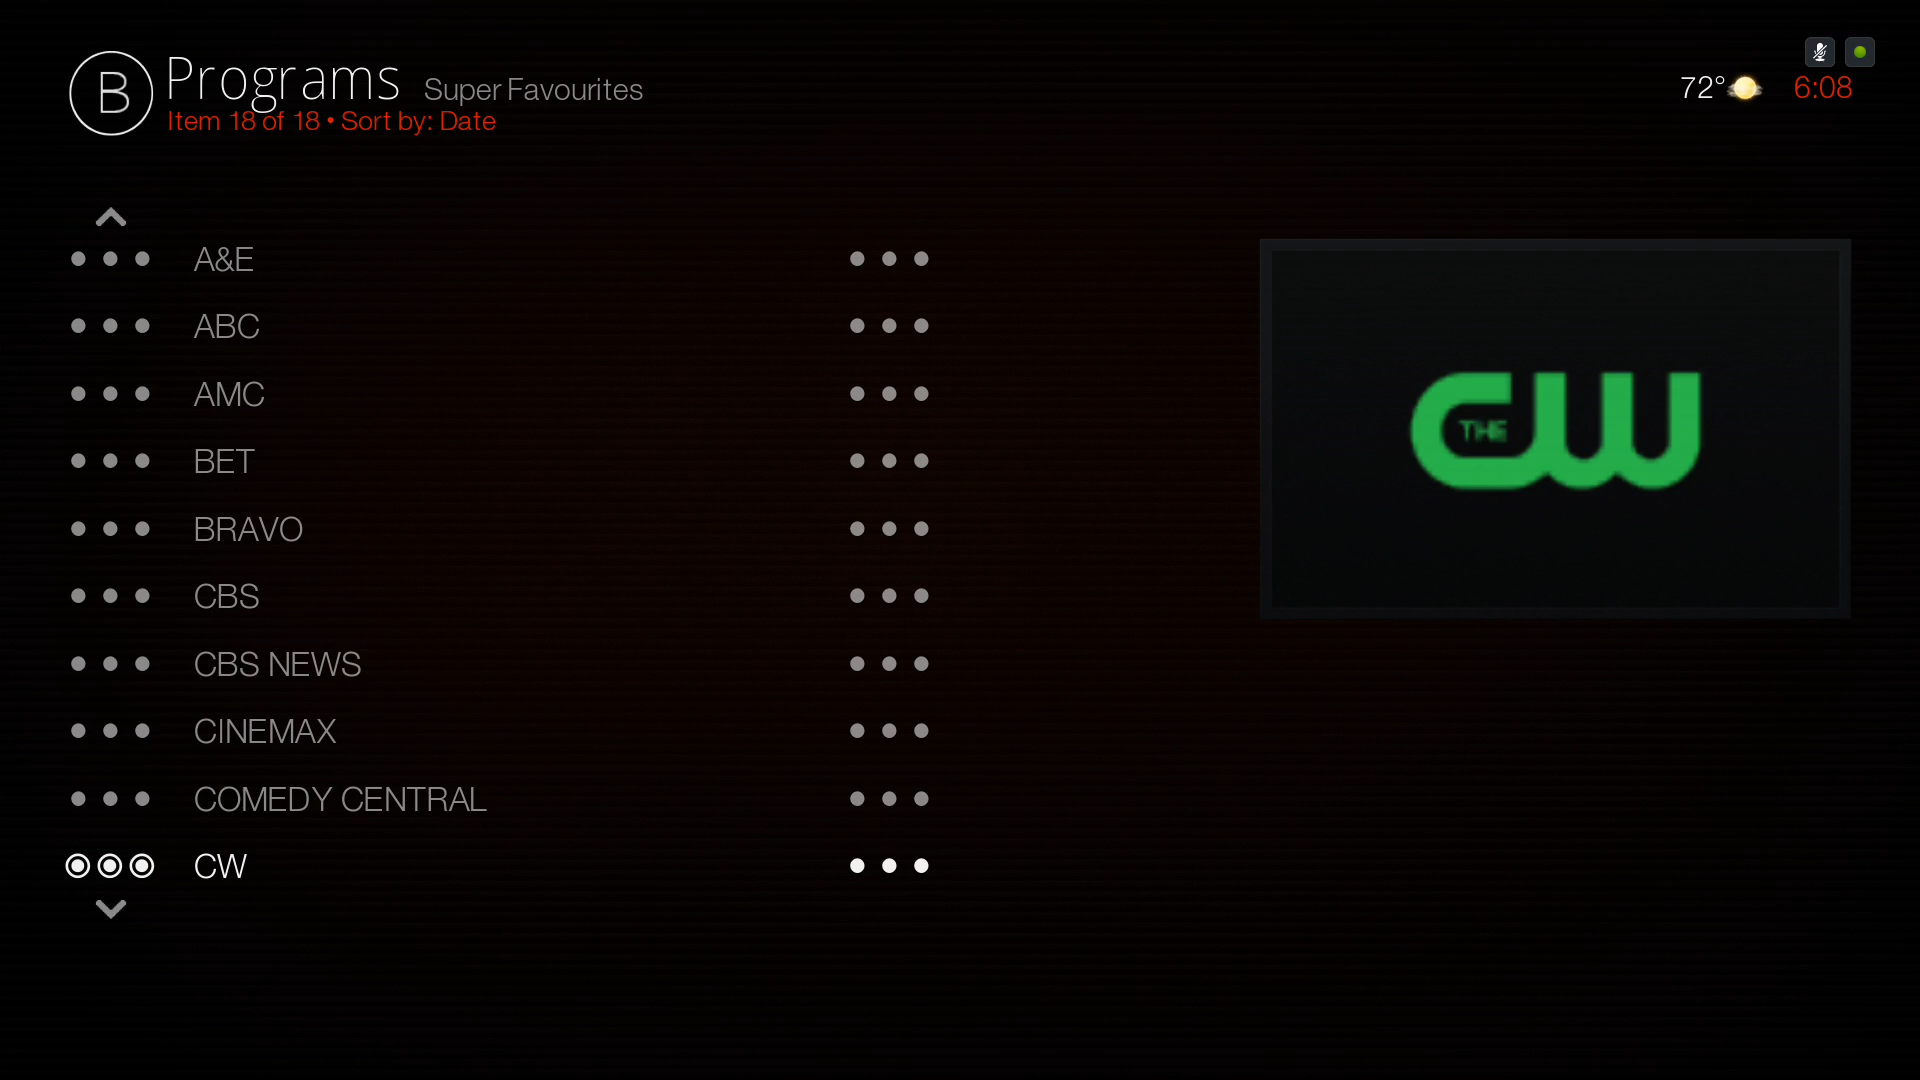 B
Programs Super Favourites
Item 18 of 18 • Sort by: Date
72° 6:08
A&E
ABC
AMC
BET
BRAVO
CBS
CBS NEWS
CINEMAX
COMEDY CENTRAL
CW
THE CW